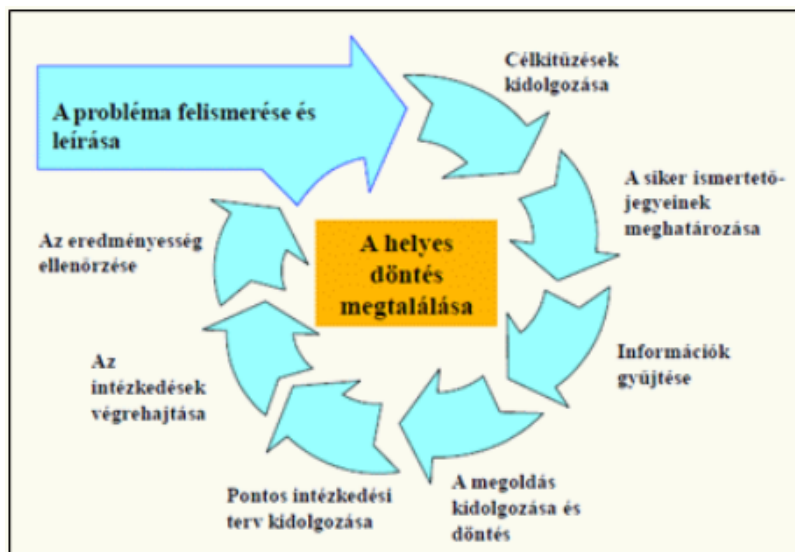 A probléma felismerése és
leírása
Célkitűzések
kidolgozása
A siker ismertető-
jegyeinek
meghatározása
Információk
gyűjtése
A megoldás
kidolgozása és
döntés
Pontos intézkedési
terv kidolgozása
Az
intézkedések
végrehajtása
Az eredményesség
ellenőrzése
A helyes
döntés
megtalálása